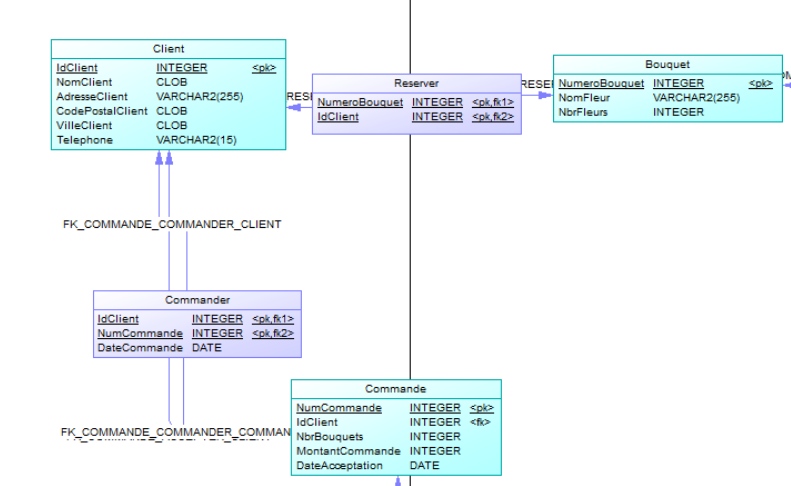 Client
IdClient INTEGER <pk>
NomClient CLOB
AdresseClient VARCHAR2(255)
CodePostalClient CLOB
VilleClient CLOB
Telephone VARCHAR2(15)
Reserver
NumeroBouquet INTEGER <pk,fk1>
IdClient INTEGER <pk,fk2>
Bouquet
NumeroBouquet INTEGER <pk>
NomFleur VARCHAR2(255)
NbrFleurs INTEGER
FK_COMMANDE_COMMANDER_CLIENT
Commander
IdClient INTEGER <pk,fk1>
NumCommande INTEGER <pk,fk2>
DateCommande DATE
FK_COMMANDE_COMMANDER_COMMAN
Commande
NumCommande INTEGER <pk>
IdClient INTEGER <fk>
NbrBouquets INTEGER
MontantCommande INTEGER
DateAcceptation DATE